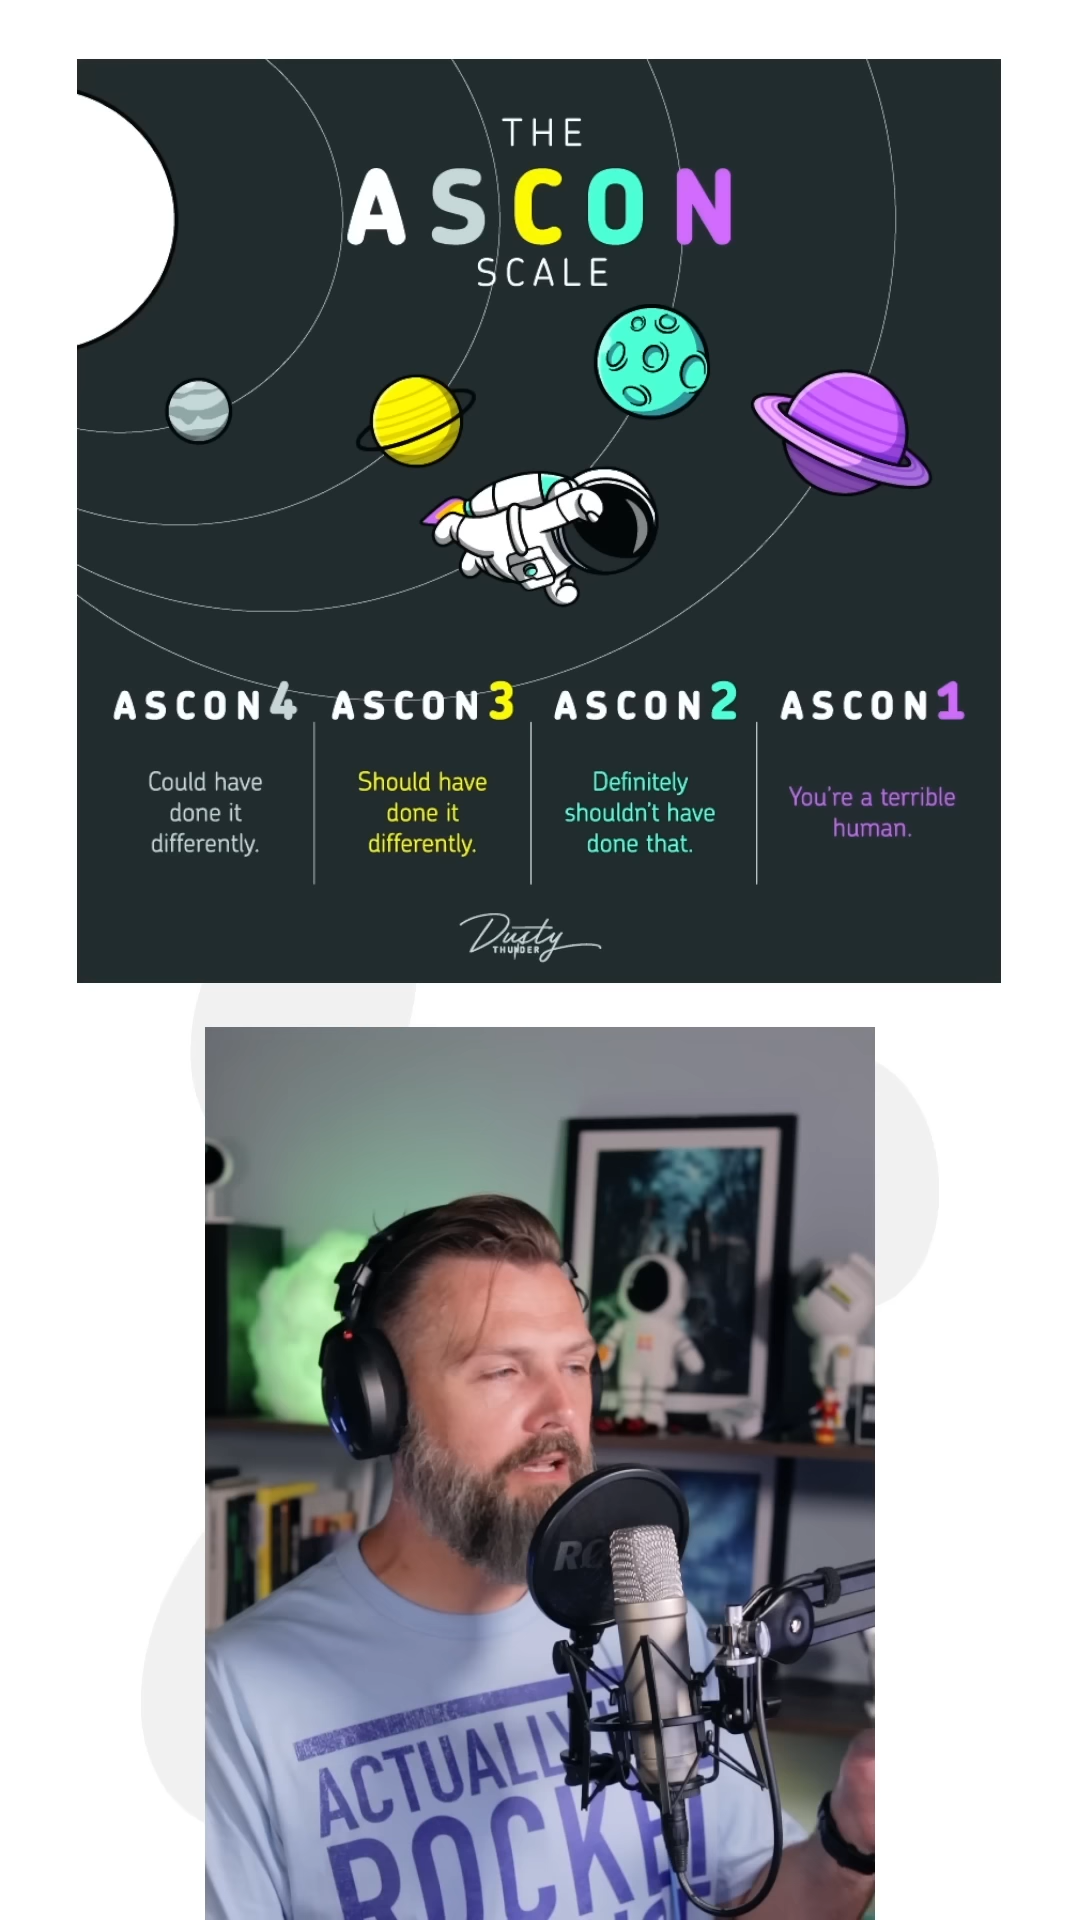 THE
ASCON
SCALE
ASCON4 ASCON3 ASCON2 ASCON1
Could have
done it
differently.
Should have
done it
differently.
Definitely
shouldn't have
done that.
You're a terrible
human.
Dusty
THUNDER
ACTUALLY
ROCKET